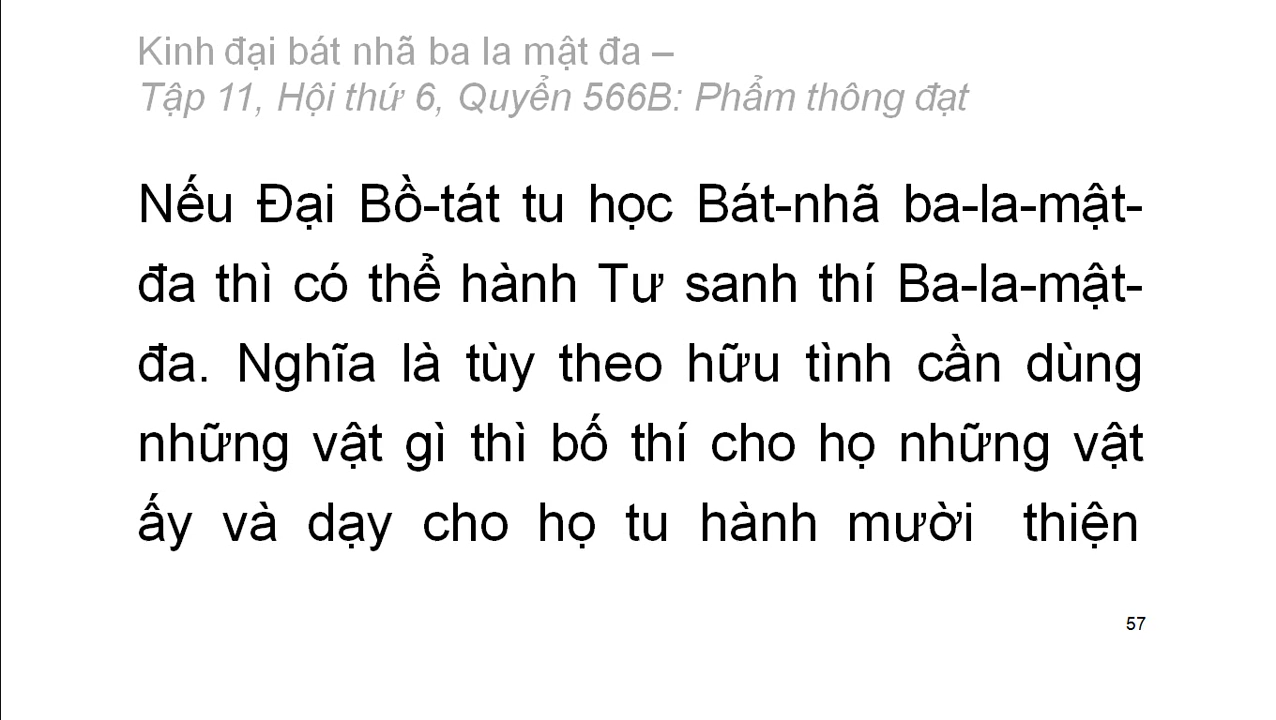 Kinh đại bát nhã ba la mật đa –
Tập 11, Hội thứ 6, Quyển 566B: Phẩm thông đạt
Nếu Đại Bồ-tát tu học Bát-nhã ba-la-mật-
đa thì có thể hành Tư sanh thí Ba-la-mật-
đa. Nghĩa là tùy theo hữu tình cần dùng
những vật gì thì bố thí cho họ những vật
ấy và dạy cho họ tu hành mười thiện
57